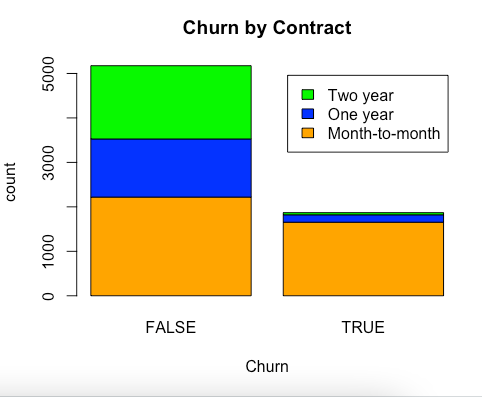 Churn by Contract
count
5000
3000
1000
0
Two year
One year
Month-to-month
FALSE
TRUE
Churn